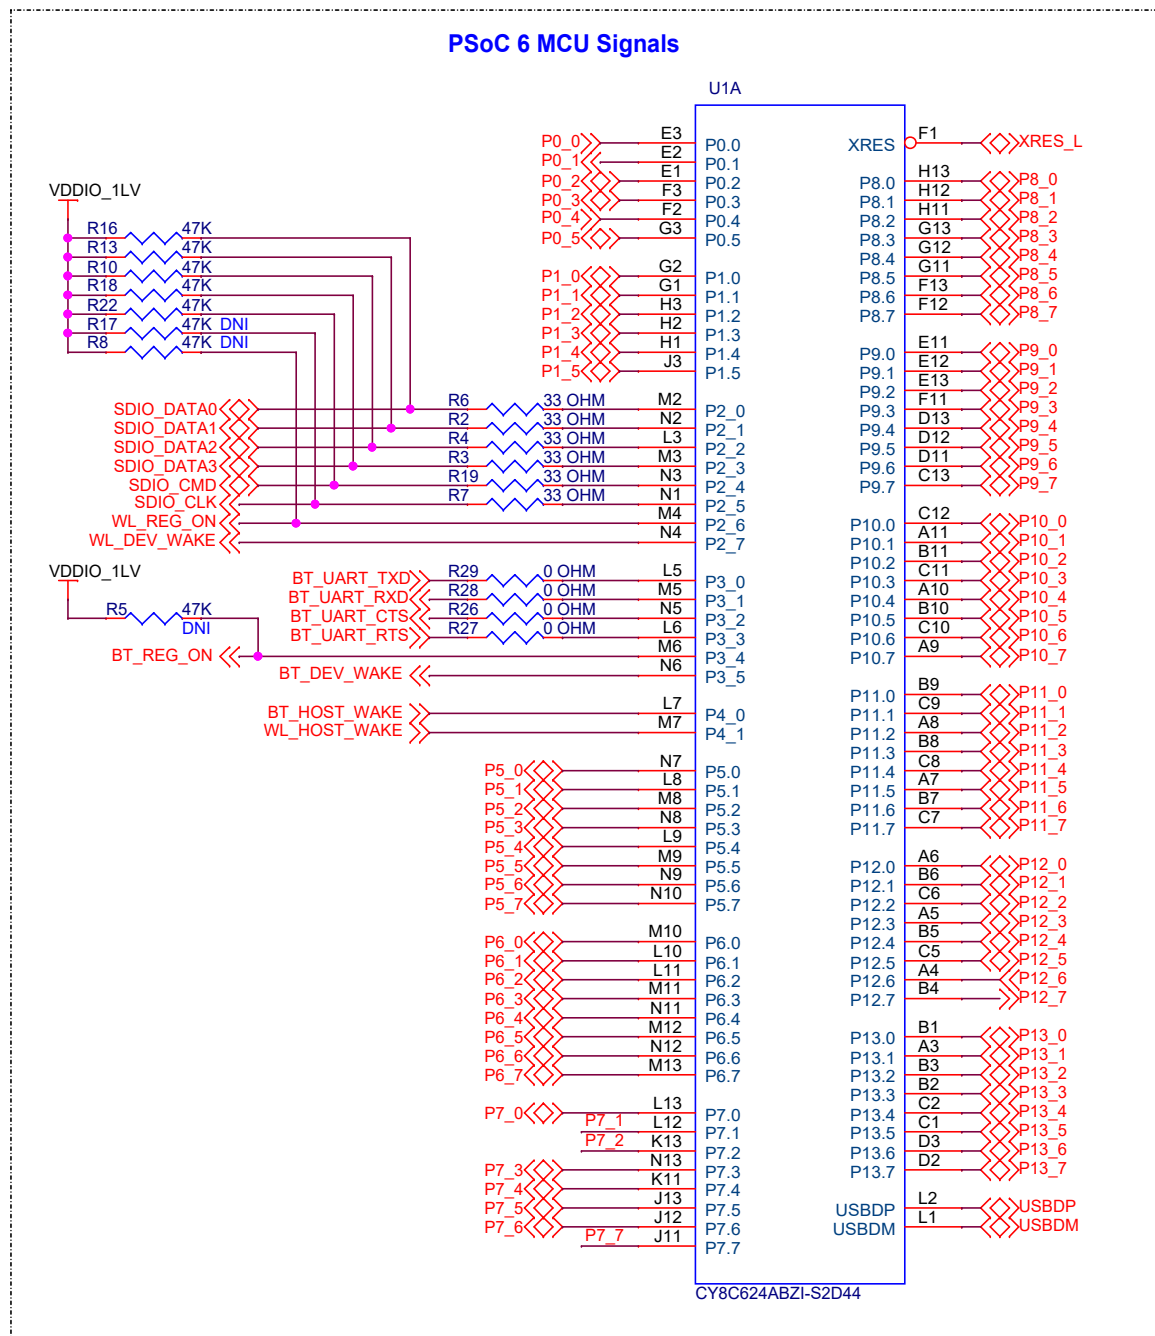 PSoC 6 MCU Signals
U1A
P0_0 E3 P0.0
P0_1 E2 P0.1
P0_2 E1 P0.2
P0_3 F3 P0.3
P0_4 F2 P0.4
P0_5 G3 P0.5
VDDIO_1LV
R16 47K
R13 47K
R10 47K
R18 47K
R22 47K
R17 47K DNI
R8 47K DNI
P1_0 G2 P1.0
P1_1 G1 P1.1
P1_2 H3 P1.2
P1_3 H2 P1.3
P1_4 H1 P1.4
P1_5 J3 P1.5
SDIO_DATA0 R6 33 OHM M2 P2_0
SDIO_DATA1 R2 33 OHM N2 P2_1
SDIO_DATA2 R4 33 OHM L3 P2_2
SDIO_DATA3 R3 33 OHM M3 P2_3
SDIO_CMD R19 33 OHM N3 P2_4
SDIO_CLK R7 33 OHM N1 P2_5
WL_REG_ON M4 P2_6
WL_DEV_WAKE N4 P2_7
VDDIO_1LV
R5 47K
DNI
BT_UART_TXD R29 0 OHM L5 P3_0
BT_UART_RXD R28 0 OHM M5 P3_1
BT_UART_CTS R26 0 OHM N5 P3_2
BT_UART_RTS R27 0 OHM L6 P3_3
BT_REG_ON M6 P3_4
BT_DEV_WAKE N6 P3_5
BT_HOST_WAKE L7 P4_0
WL_HOST_WAKE M7 P4_1
P5_0 N7 P5.0
P5_1 L8 P5.1
P5_2 M8 P5.2
P5_3 N8 P5.3
P5_4 L9 P5.4
P5_5 M9 P5.5
P5_6 N9 P5.6
P5_7 N10 P5.7
P6_0 M10 P6.0
P6_1 L10 P6.1
P6_2 L11 P6.2
P6_3 M11 P6.3
P6_4 N11 P6.4
P6_5 M12 P6.5
P6_6 N12 P6.6
P6_7 M13 P6.7
P7_0 L13 P7.0
P7_1 L12 P7.1
P7_2 K13 P7.2
P7_3 N13 P7.3
P7_4 K11 P7.4
P7_5 J13 P7.5
P7_6 J12 P7.6
P7_7 J11 P7.7
XRES F1 XRES_L
P8.0 H13 P8_0
P8.1 H12 P8_1
P8.2 H11 P8_2
P8.3 G13 P8_3
P8.4 G12 P8_4
P8.5 G11 P8_5
P8.6 F13 P8_6
P8.7 F12 P8_7
P9.0 E11 P9_0
P9.1 E12 P9_1
P9.2 E13 P9_2
P9.3 F11 P9_3
P9.4 D13 P9_4
P9.5 D12 P9_5
P9.6 D11 P9_6
P9.7 C13 P9_7
P10.0 C12 P10_0
P10.1 A11 P10_1
P10.2 B11 P10_2
P10.3 C11 P10_3
P10.4 A10 P10_4
P10.5 B10 P10_5
P10.6 C10 P10_6
P10.7 A9 P10_7
P11.0 B9 P11_0
P11.1 C9 P11_1
P11.2 A8 P11_2
P11.3 B8 P11_3
P11.4 C8 P11_4
P11.5 A7 P11_5
P11.6 B7 P11_6
P11.7 C7 P11_7
P12.0 A6 P12_0
P12.1 B6 P12_1
P12.2 C6 P12_2
P12.3 A5 P12_3
P12.4 B5 P12_4
P12.5 C5 P12_5
P12.6 A4 P12_6
P12.7 B4 P12_7
P13.0 B1 P13_0
P13.1 A3 P13_1
P13.2 B3 P13_2
P13.3 B2 P13_3
P13.4 C2 P13_4
P13.5 C1 P13_5
P13.6 D3 P13_6
P13.7 D2 P13_7
USBDP L2 USBDP
USBDM L1 USBDM
CY8C624ABZI-S2D44